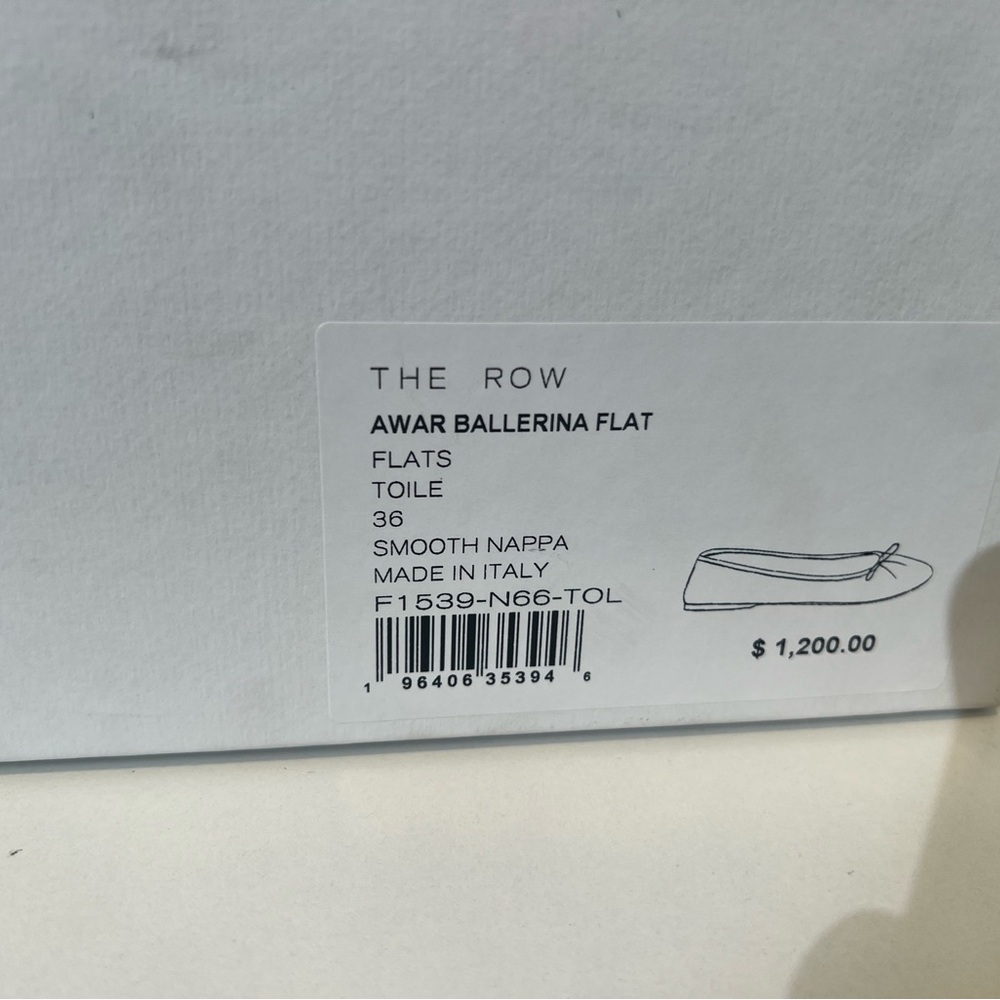 THE ROW
AWAR BALLERINA FLAT
FLATS
TOILE
36
SMOOTH NAPPA
MADE IN ITALY
F1539-N66-TOL
1 96406 35394 6
$ 1,200.00